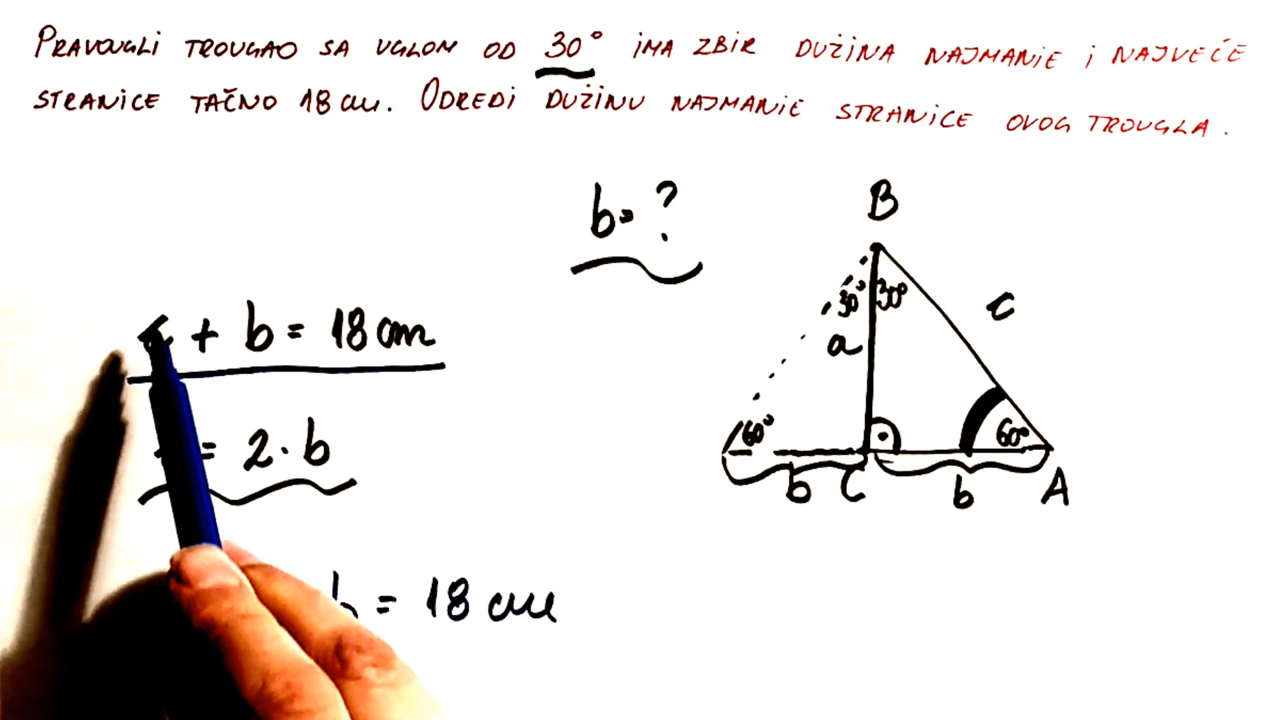 PRAVOUGLI TROUGAO SA UGLOM OD 30° IMA ZBIR DUŽINA NAJMANJE I NAJVEĆE
STRANICE TAČNO 18 cm. ODREDI DUŽINU NAJMANJE STRANICE OVOG TROUGLA.
b = ?
B
30° 30°
c
a
+ b = 18 cm
= 2 · b
60°
60°
b C b A
= 18 cm